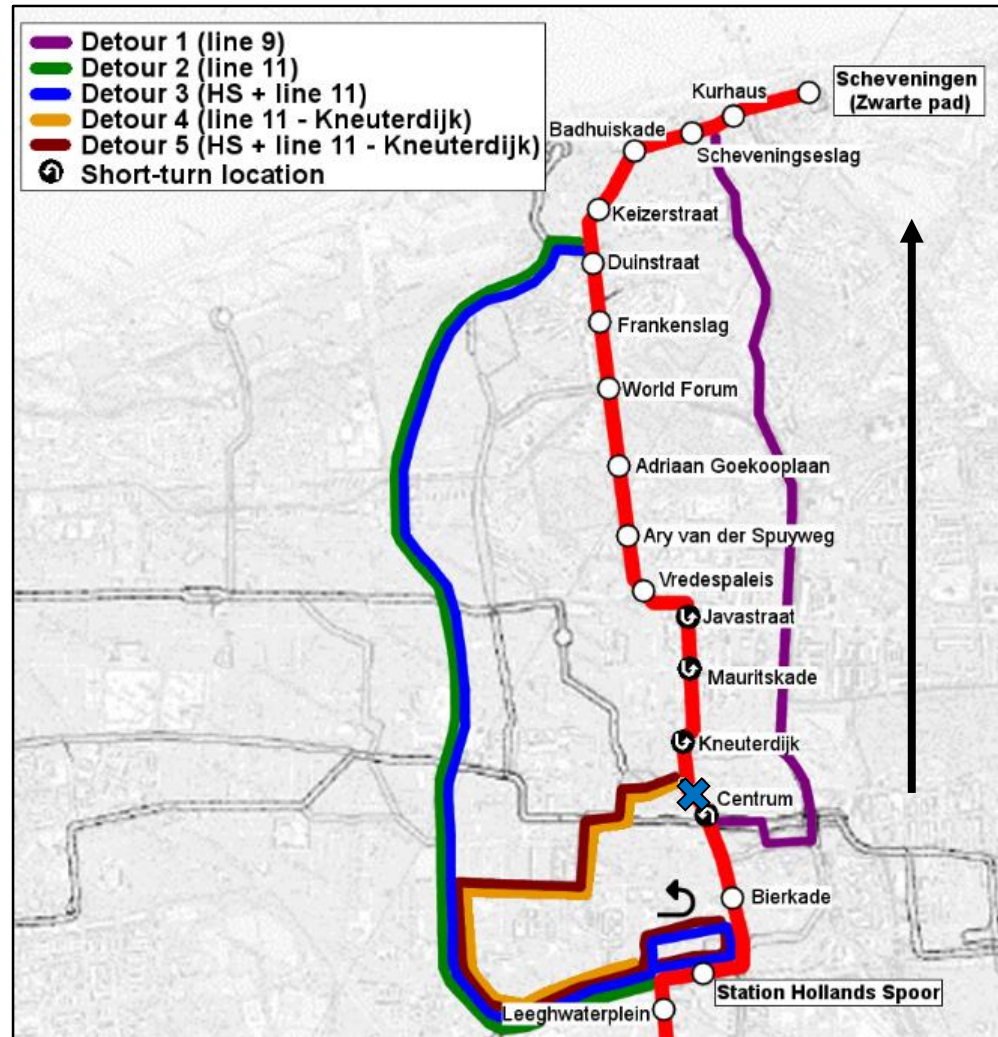 Detour 1 (line 9)
Detour 2 (line 11)
Detour 3 (HS + line 11)
Detour 4 (line 11 - Kneuterdijk)
Detour 5 (HS + line 11 - Kneuterdijk)
Short-turn location
Scheveningen
(Zwarte pad)
Kurhaus
Badhuiskade
Scheveningseslag
Keizerstraat
Duinstraat
Frankenslag
World Forum
Adriaan Goekooplaan
Ary van der Spuyweg
Vredespaleis
Javastraat
Mauritskade
Kneuterdijk
Centrum
Bierkade
Station Hollands Spoor
Leeghwaterplein